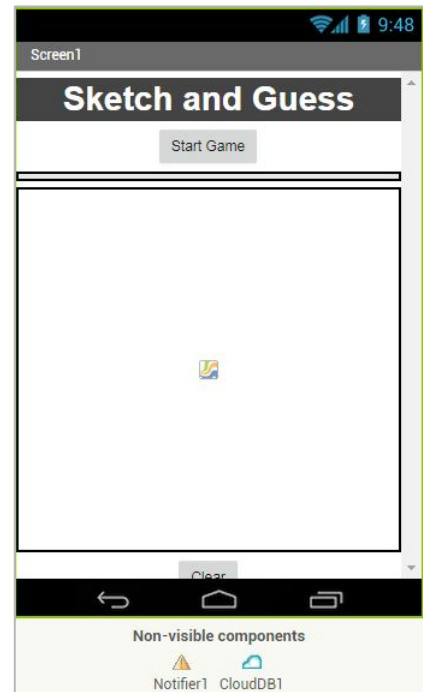 9:48
Screen1
Sketch and Guess
Start Game
Clear
Non-visible components
Notifier1 CloudDB1